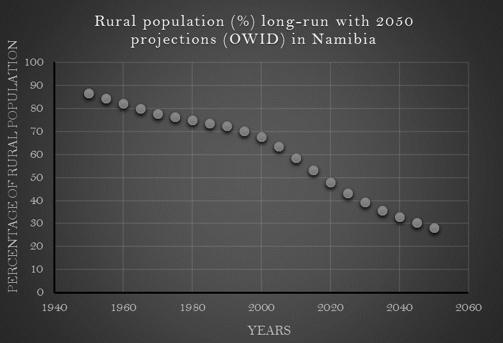 Rural population (%) long-run with 2050
projections (OWID) in Namibia
PERCENTAGE OF RURAL POPULATION
100
90
80
70
60
50
40
30
20
10
0
1940 1960 1980 2000 2020 2040 2060
YEARS